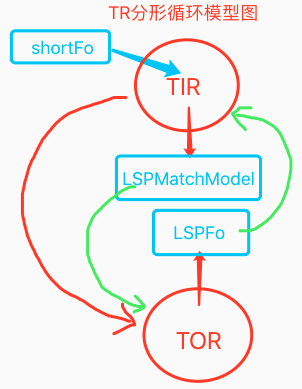 TR分形循环模型图
shortFo
TIR
LSPMatchModel
LSPFo
TOR